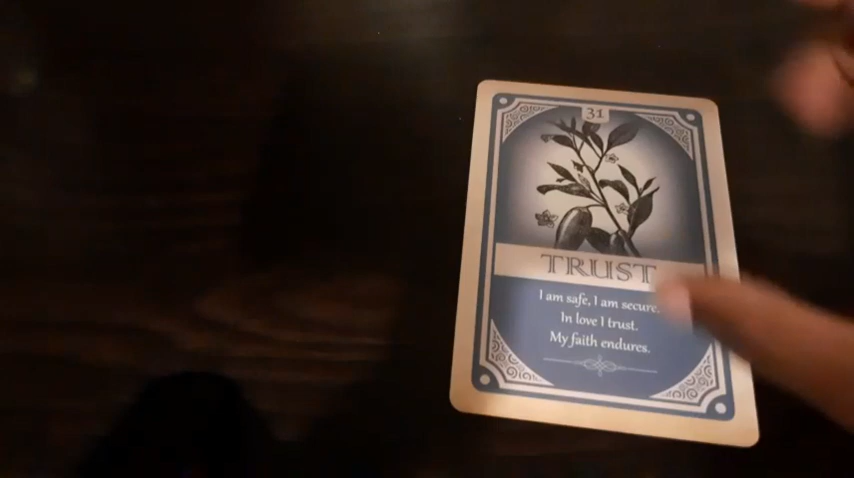 31
TRUST
I am safe, I am secure.
In love I trust.
My faith endures.